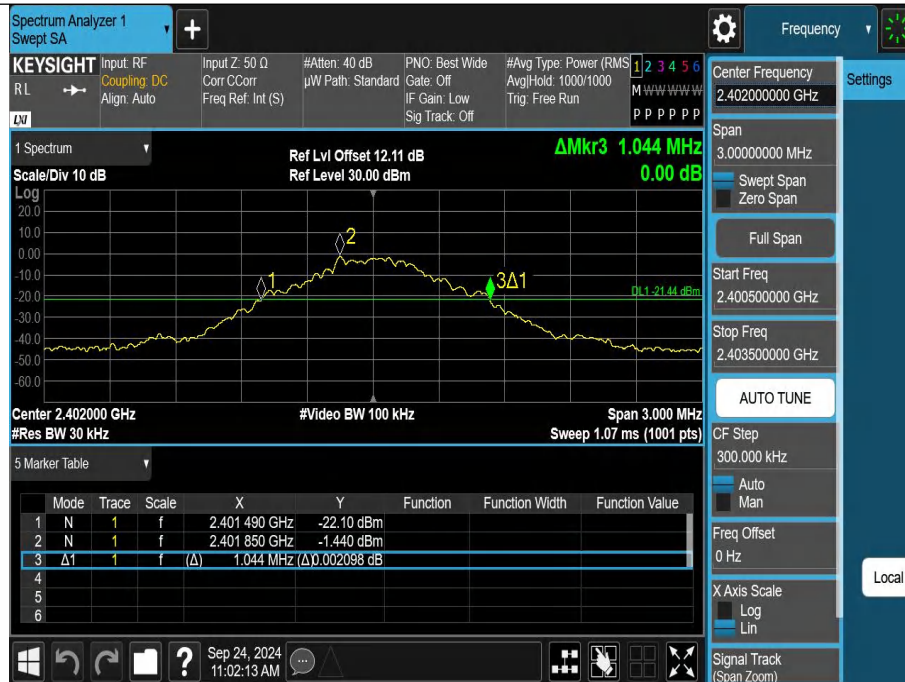 Spectrum Analyzer 1
Swept SA
+
Frequency
KEYSIGHT
RL
LXI
Input: RF
Coupling: DC
Align: Auto
Input Z: 50 Ω
Corr CCorr
Freq Ref: Int (S)
#Atten: 40 dB
µW Path: Standard
PNO: Best Wide
Gate: Off
IF Gain: Low
Sig Track: Off
#Avg Type: Power (RMS
Avg|Hold: 1000/1000
Trig: Free Run
1 2 3 4 5 6
M W W W W W
P P P P P P
1 Spectrum
Scale/Div 10 dB
Ref Lvl Offset 12.11 dB
Ref Level 30.00 dBm
ΔMkr3 1.044 MHz
0.00 dB
Log
20.0
10.0
0.00
-10.0
-20.0
-30.0
-40.0
-50.0
-60.0
1
2
3Δ1
DL1 -21.44 dBm
Center 2.402000 GHz
#Video BW 100 kHz
Span 3.000 MHz
#Res BW 30 kHz
Sweep 1.07 ms (1001 pts)
5 Marker Table
Mode Trace Scale X Y Function Function Width Function Value
1 N 1 f 2.401 490 GHz -22.10 dBm
2 N 1 f 2.401 850 GHz -1.440 dBm
3 Δ1 1 f (Δ) 1.044 MHz (Δ)0.002098 dB
4
5
6
?
Sep 24, 2024
11:02:13 AM
Center Frequency
2.402000000 GHz
Settings
Span
3.00000000 MHz
Swept Span
Zero Span
Full Span
Start Freq
2.400500000 GHz
Stop Freq
2.403500000 GHz
AUTO TUNE
CF Step
300.000 kHz
Auto
Man
Freq Offset
0 Hz
Local
X Axis Scale
Log
Lin
Signal Track
(Span Zoom)